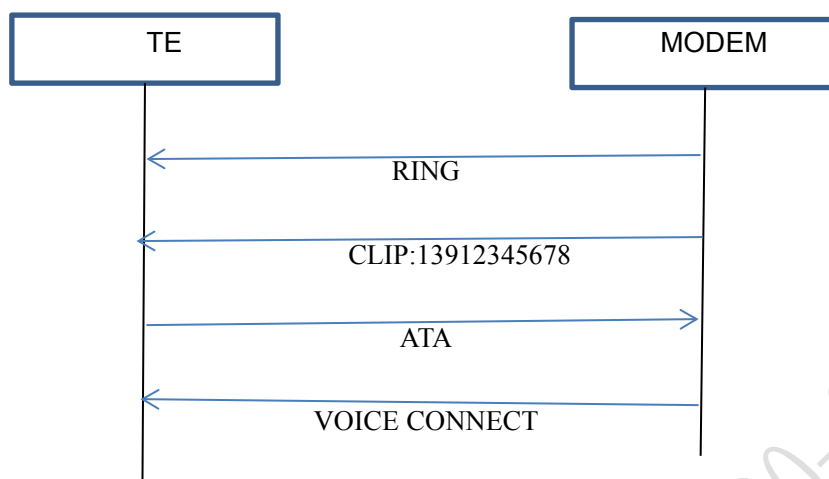 TE
MODEM
RING
CLIP:13912345678
ATA
VOICE CONNECT